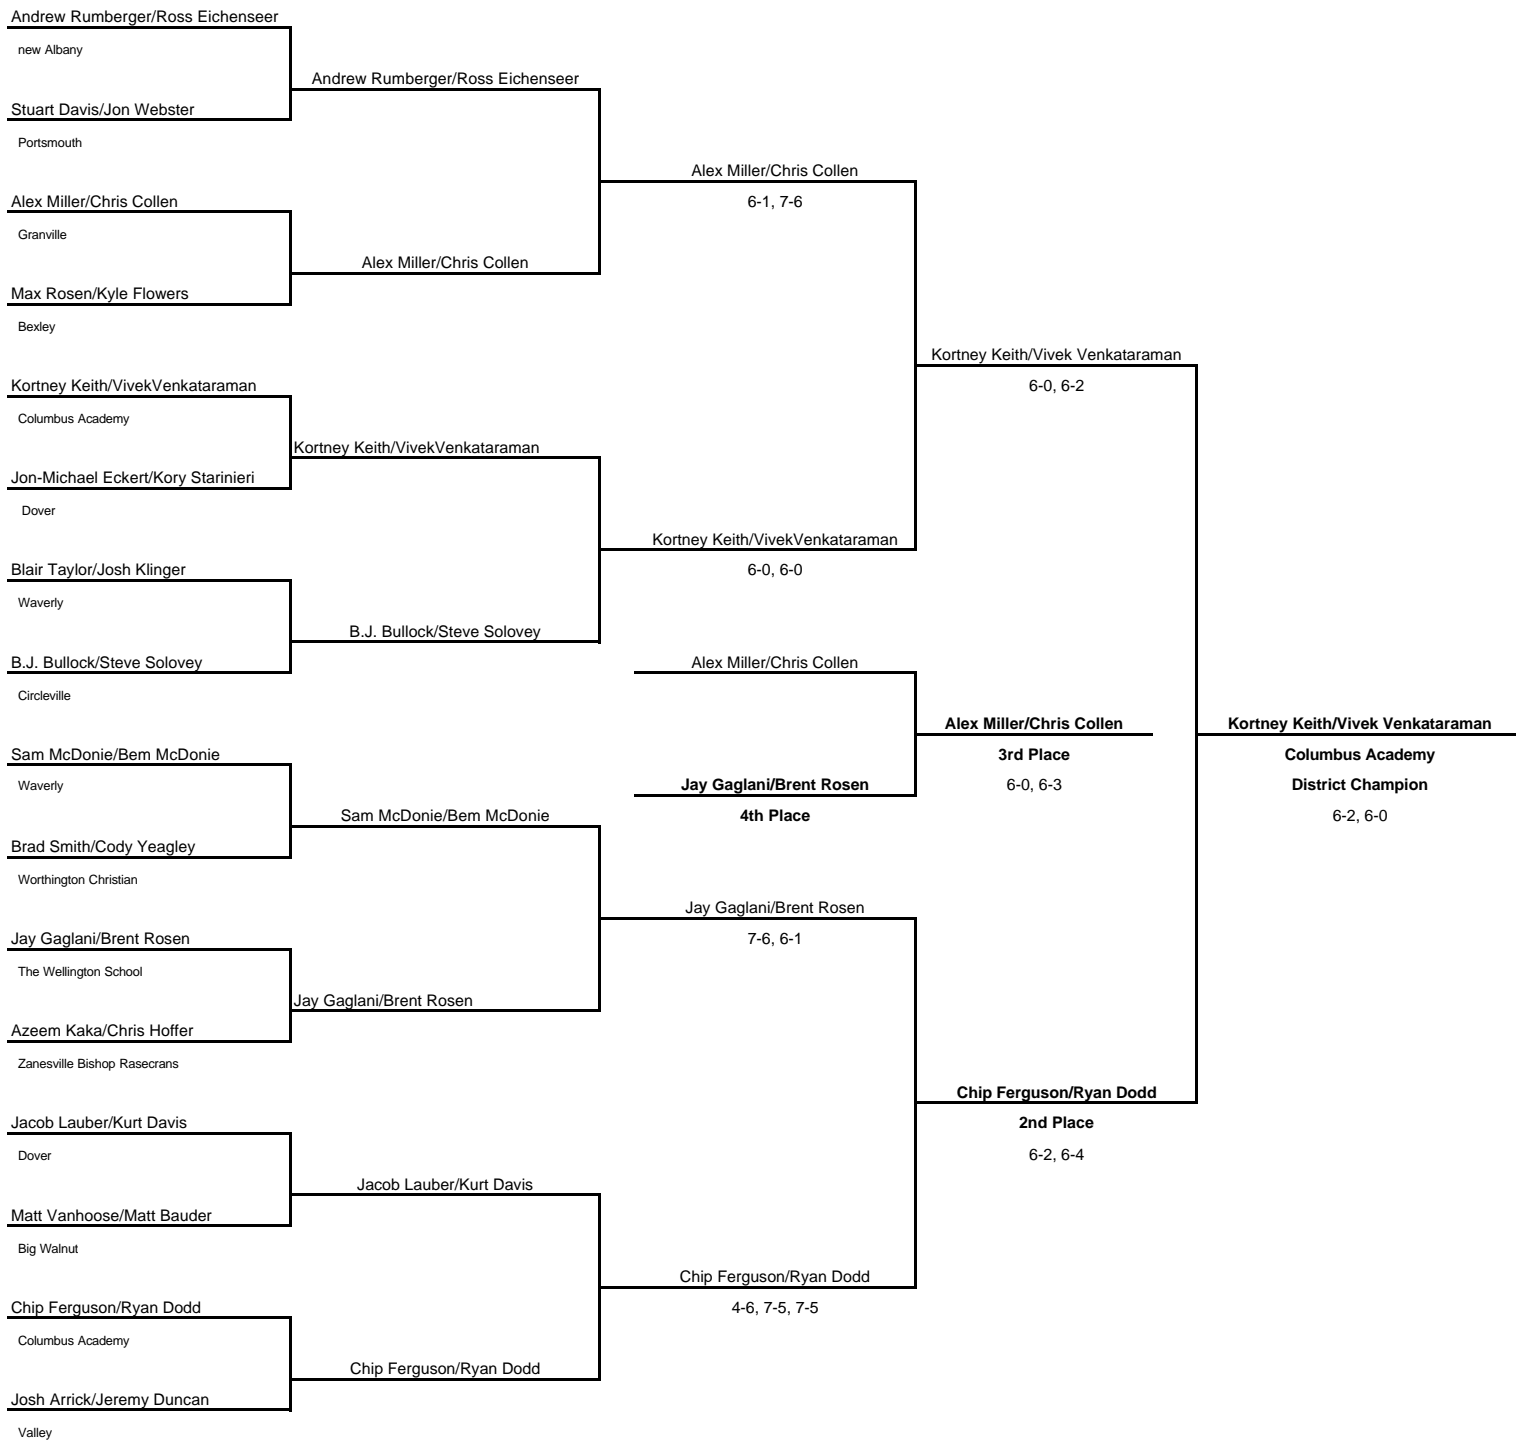 Andrew Rumberger/Ross Eichenseer
new Albany
Andrew Rumberger/Ross Eichenseer
Stuart Davis/Jon Webster
Portsmouth
Alex Miller/Chris Collen
Alex Miller/Chris Collen
6-1, 7-6
Granville
Alex Miller/Chris Collen
Max Rosen/Kyle Flowers
Bexley
Kortney Keith/Vivek Venkataraman
Kortney Keith/VivekVenkataraman
6-0, 6-2
Columbus Academy
Kortney Keith/VivekVenkataraman
Jon-Michael Eckert/Kory Starinieri
Dover
Kortney Keith/VivekVenkataraman
Blair Taylor/Josh Klinger
6-0, 6-0
Waverly
B.J. Bullock/Steve Solovey
B.J. Bullock/Steve Solovey
Alex Miller/Chris Collen
Circleville
Alex Miller/Chris Collen
Kortney Keith/Vivek Venkataraman
Sam McDonie/Bem McDonie
3rd Place
Columbus Academy
Waverly
Jay Gaglani/Brent Rosen
6-0, 6-3
District Champion
Sam McDonie/Bem McDonie
4th Place
6-2, 6-0
Brad Smith/Cody Yeagley
Worthington Christian
Jay Gaglani/Brent Rosen
Jay Gaglani/Brent Rosen
7-6, 6-1
The Wellington School
Jay Gaglani/Brent Rosen
Azeem Kaka/Chris Hoffer
Zanesville Bishop Rasecrans
Chip Ferguson/Ryan Dodd
Jacob Lauber/Kurt Davis
2nd Place
Dover
6-2, 6-4
Jacob Lauber/Kurt Davis
Matt Vanhoose/Matt Bauder
Big Walnut
Chip Ferguson/Ryan Dodd
Chip Ferguson/Ryan Dodd
4-6, 7-5, 7-5
Columbus Academy
Chip Ferguson/Ryan Dodd
Josh Arrick/Jeremy Duncan
Valley